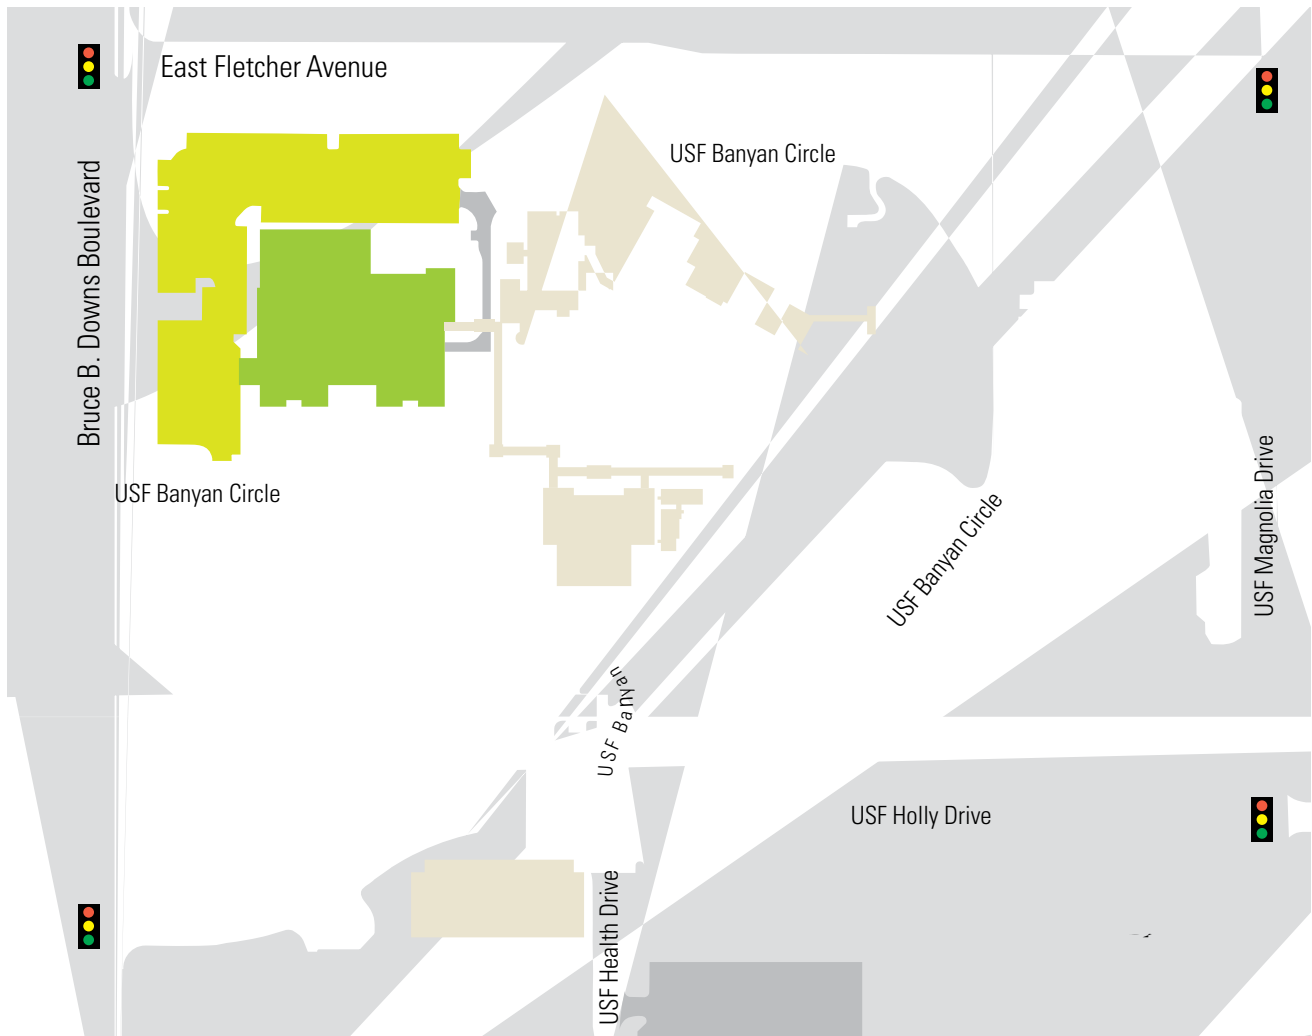 East Fletcher Avenue
USF Banyan Circle
Bruce B. Downs Boulevard
USF Banyan Circle
USF Magnolia Drive
USF Banyan Circle
USF Banyan
USF Holly Drive
USF Health Drive